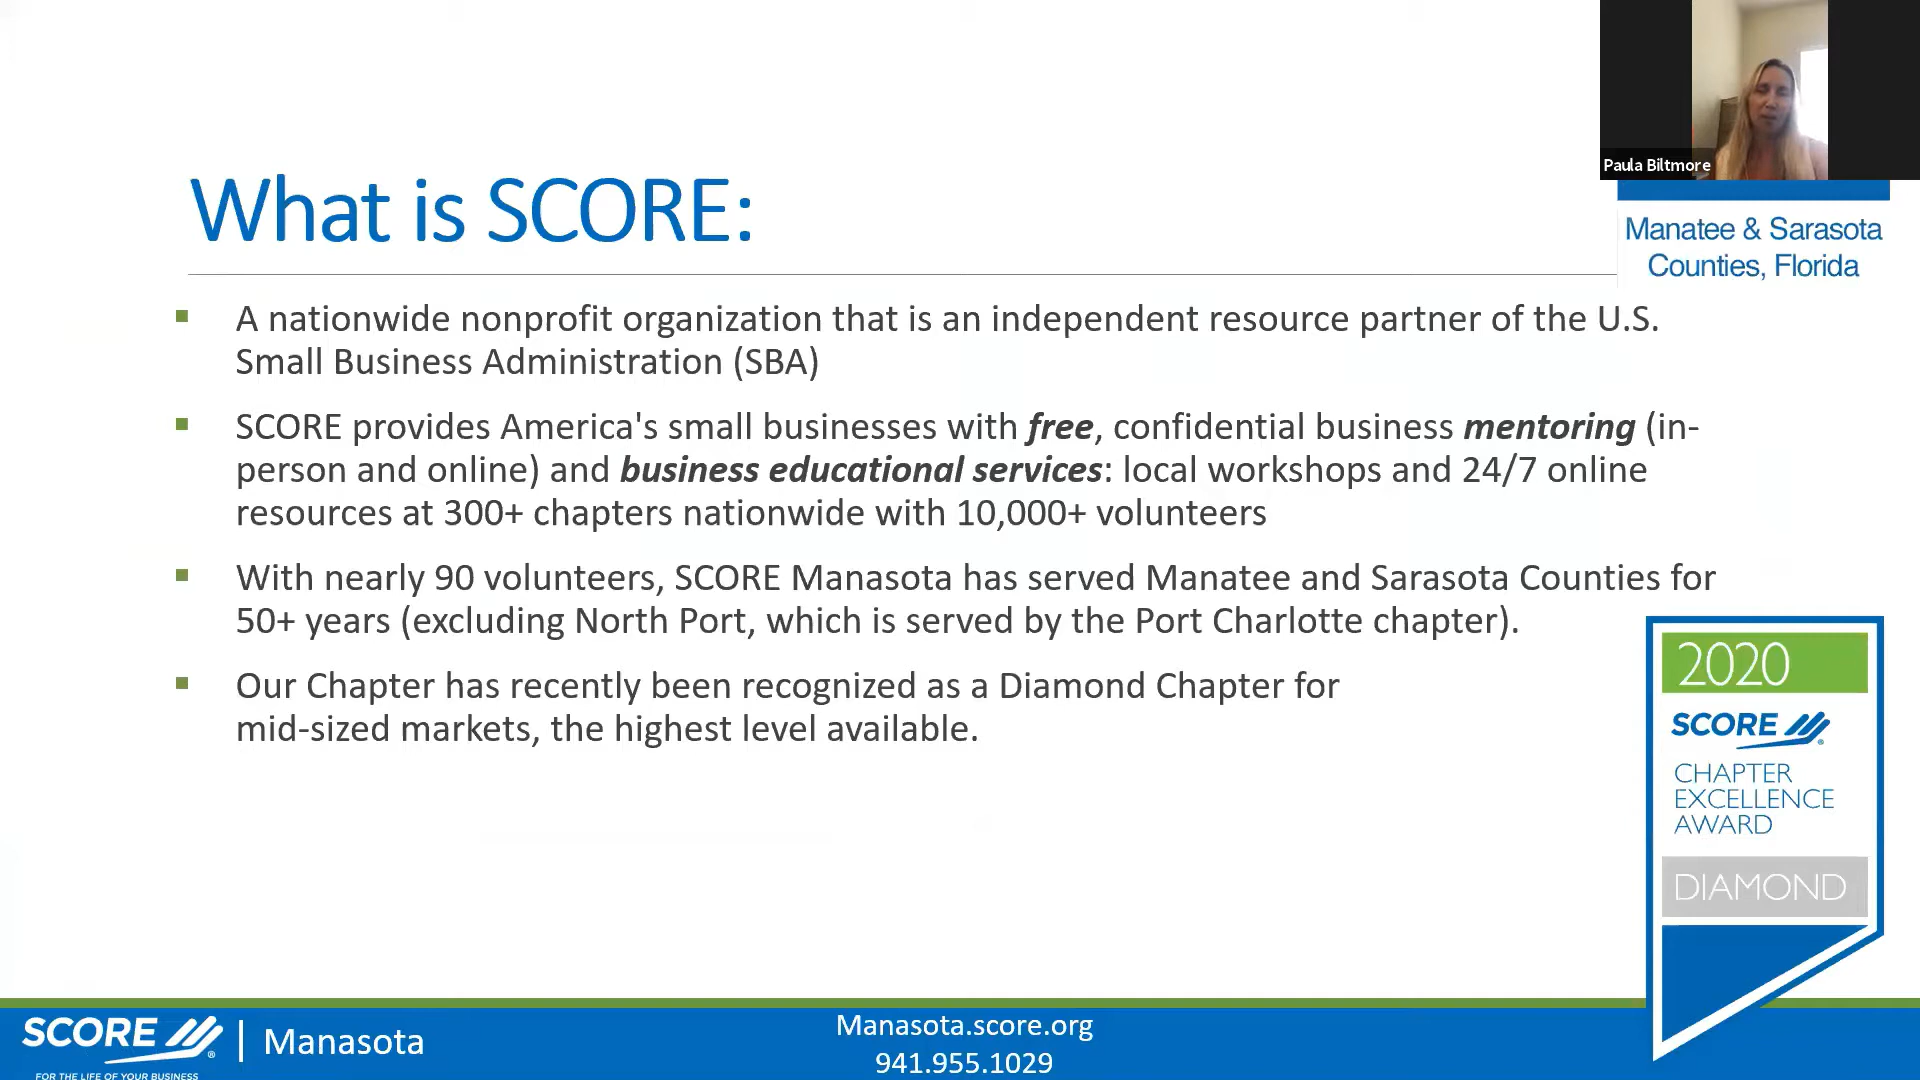 Paula Biltmore
What is SCORE:
Manatee & Sarasota
Counties, Florida
A nationwide nonprofit organization that is an independent resource partner of the U.S.
Small Business Administration (SBA)
SCORE provides America's small businesses with free, confidential business mentoring (in-
person and online) and business educational services: local workshops and 24/7 online
resources at 300+ chapters nationwide with 10,000+ volunteers
With nearly 90 volunteers, SCORE Manasota has served Manatee and Sarasota Counties for
50+ years (excluding North Port, which is served by the Port Charlotte chapter).
Our Chapter has recently been recognized as a Diamond Chapter for
mid-sized markets, the highest level available.
2020
SCORE ®
CHAPTER
EXCELLENCE
AWARD
DIAMOND
SCORE ® | Manasota
FOR THE LIFE OF YOUR BUSINESS
Manasota.score.org
941.955.1029